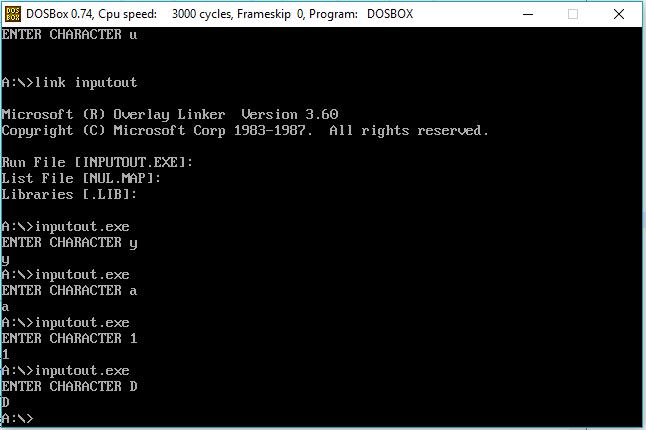 DOSBox 0.74, Cpu speed: 3000 cycles, Frameskip 0, Program: DOSBOX
ENTER CHARACTER u
A:\>link inputout
Microsoft (R) Overlay Linker Version 3.60
Copyright (C) Microsoft Corp 1983-1987. All rights reserved.
Run File [INPUTOUT.EXE]:
List File [NUL.MAP]:
Libraries [.LIB]:
A:\>inputout.exe
ENTER CHARACTER y
y
A:\>inputout.exe
ENTER CHARACTER a
a
A:\>inputout.exe
ENTER CHARACTER 1
1
A:\>inputout.exe
ENTER CHARACTER D
D
A:\>